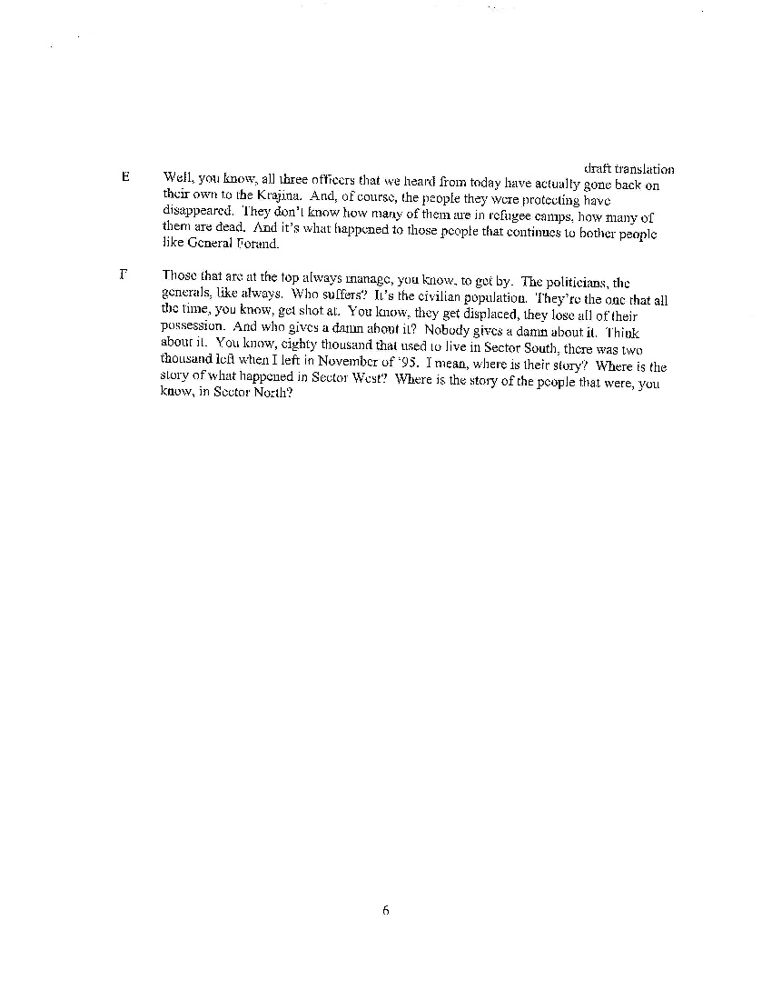 draft translation
E Well, you know, all three officers that we heard from today have actually gone back on
their own to the Krajina. And, of course, the people they were protecting have
disappeared. They don't know how many of them are in refugee camps, how many of
them are dead. And it's what happened to those people that continues to bother people
like General Forand.
F Those that are at the top always manage, you know, to get by. The politicians, the
generals, like always. Who suffers? It's the civilian population. They're the one that all
the time, you know, get shot at. You know, they get displaced, they lose all of their
possession. And who gives a damn about it? Nobody gives a damn about it. Think
about it. You know, eighty thousand that used to live in Sector South, there was two
thousand left when I left in November of '95. I mean, where is their story? Where is the
story of what happened in Sector West? Where is the story of the people that were, you
know, in Sector North?
6